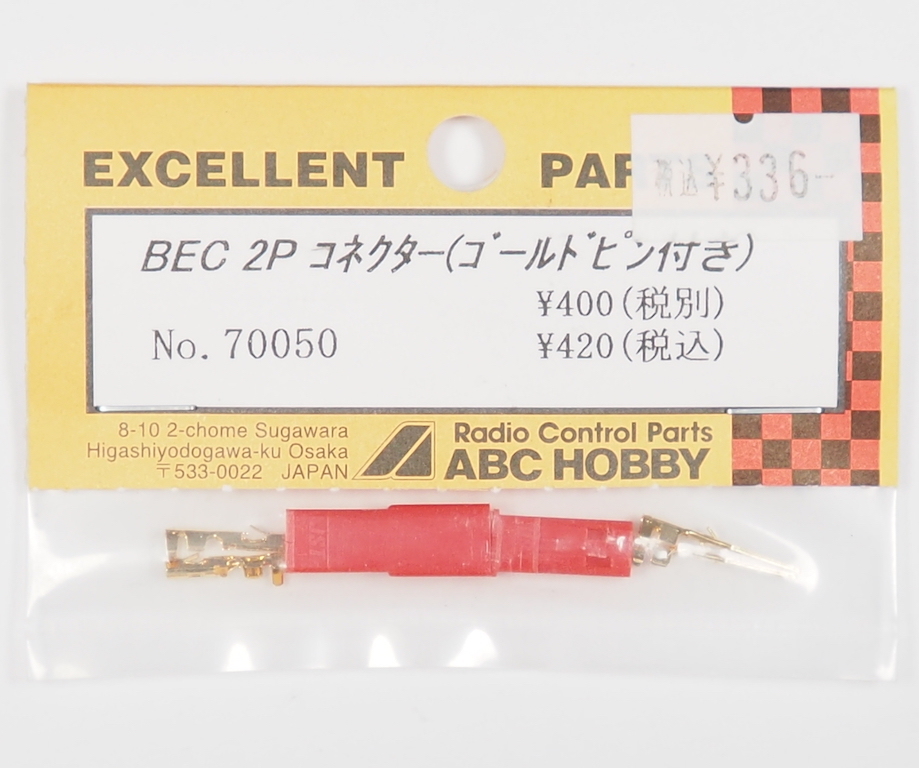 EXCELLENT PAR
税込¥336-
BEC 2P コネクター(ゴールドピン付き)
¥400(税別)
No. 70050
¥420(税込)
8-10 2-chome Sugawara
Higashiyodogawa-ku Osaka
〒533-0022 JAPAN
Radio Control Parts
ABC HOBBY
JST